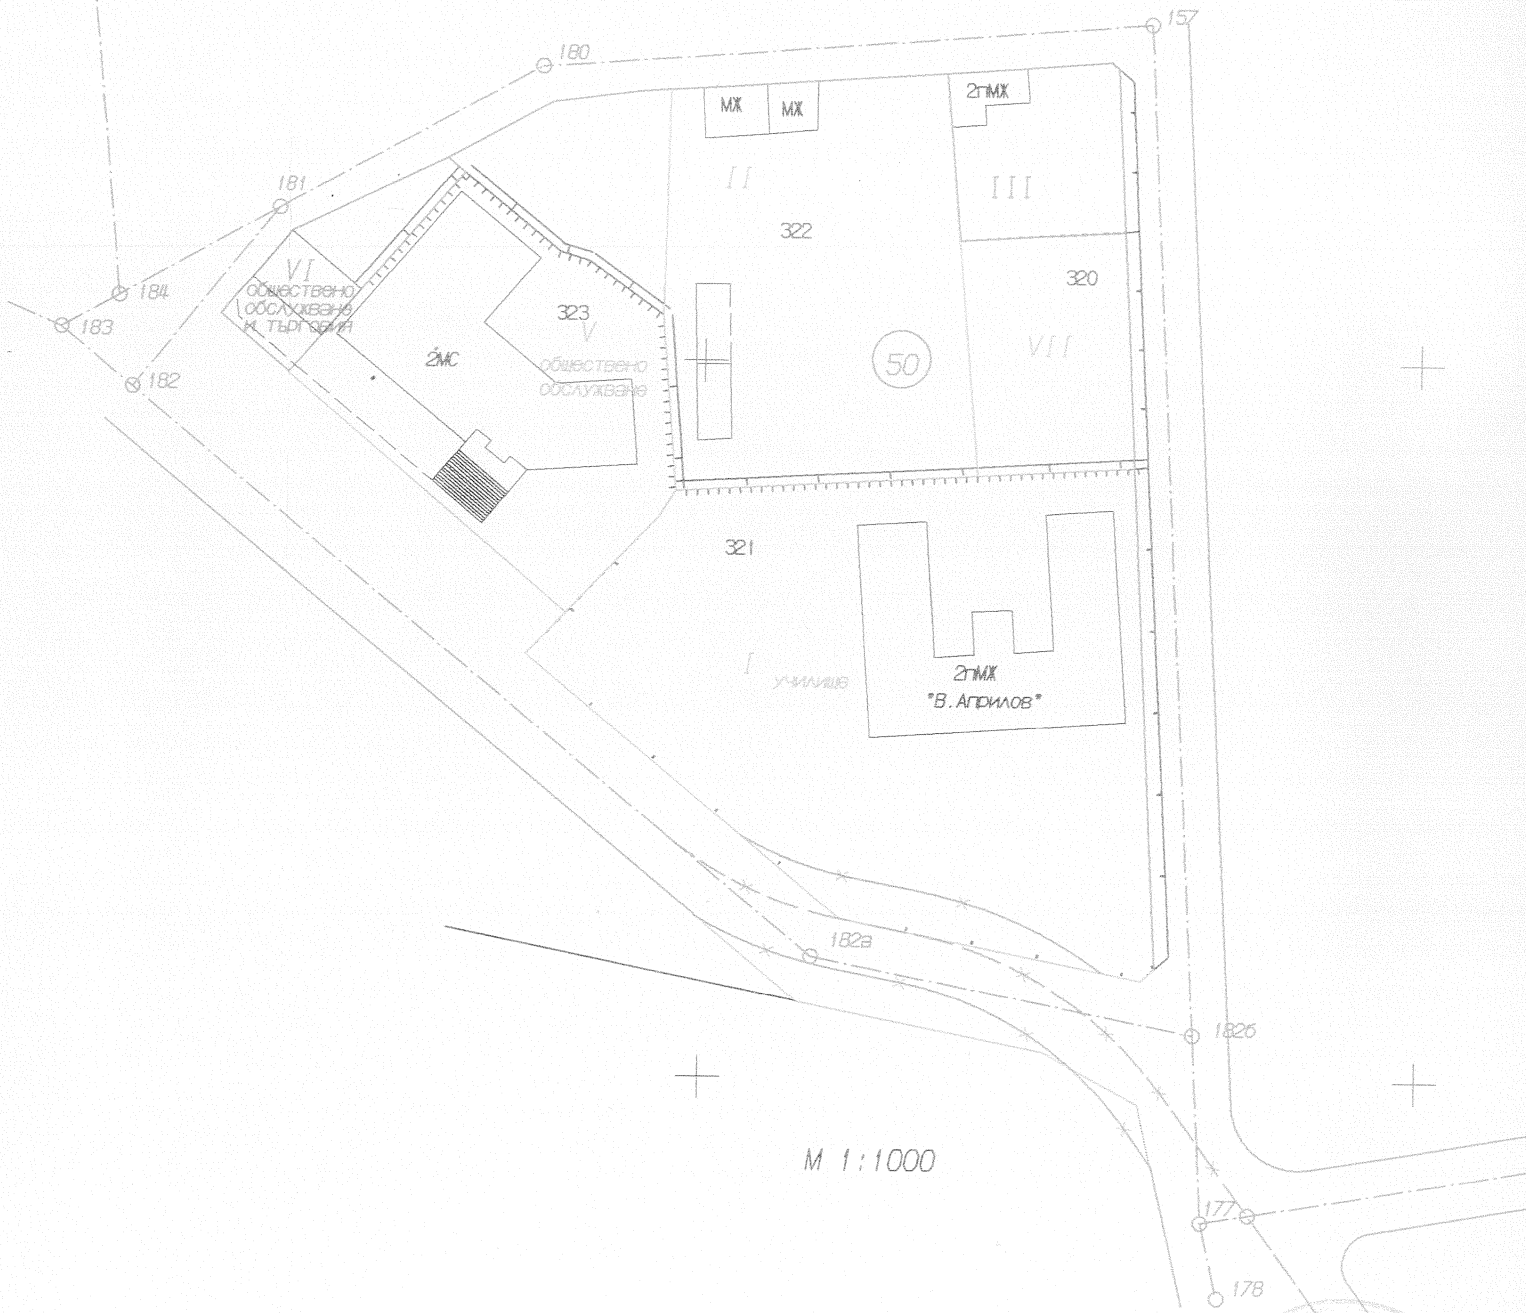 157
180
2пМЖ
МЖ
МЖ
II
III
181
322
VI
обществено
обслужване
и търговия
184
183
320
323
V
обществено
обслужване
VII
50
2МС
182
321
I
училище
2пМЖ
"В.Априлов"
182а
182б
М 1:1000
177
178